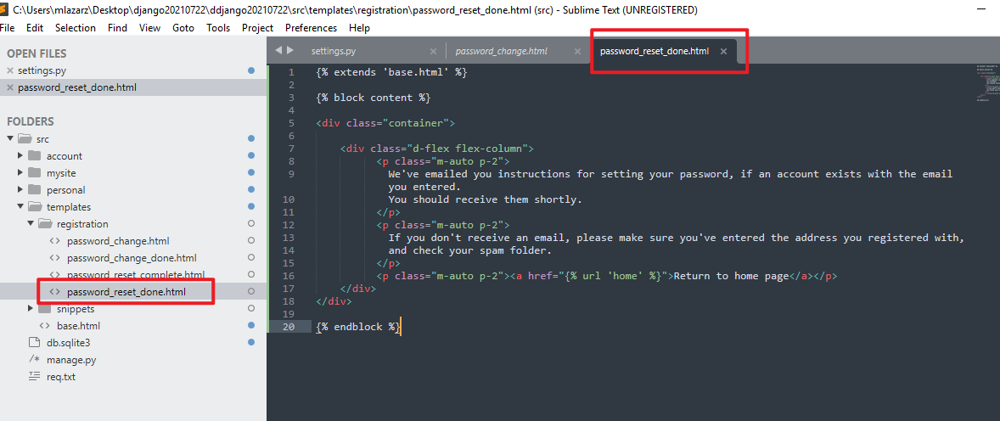 C:\Users\mlazarz\Desktop\django20210722\ddjango20210722\src\templates\registration\password_reset_done.html (src) - Sublime Text (UNREGISTERED)
File Edit Selection Find View Goto Tools Project Preferences Help
OPEN FILES
settings.py
password_reset_done.html
FOLDERS
src
account
mysite
personal
templates
registration
password_change.html
password_change_done.html
password_reset_complete.html
password_reset_done.html
snippets
base.html
db.sqlite3
manage.py
req.txt
settings.py password_change.html password_reset_done.html
1 {% extends 'base.html' %}
2
3 {% block content %}
4
5 <div class="container">
6
7 <div class="d-flex flex-column">
8 <p class="m-auto p-2">
9 We've emailed you instructions for setting your password, if an account exists with the email
you entered.
10 You should receive them shortly.
11 </p>
12 <p class="m-auto p-2">
13 If you don't receive an email, please make sure you've entered the address you registered with,
14 and check your spam folder.
15 </p>
16 <p class="m-auto p-2"><a href="{% url 'home' %}">Return to home page</a></p>
17 </div>
18 </div>
19
20 {% endblock %}